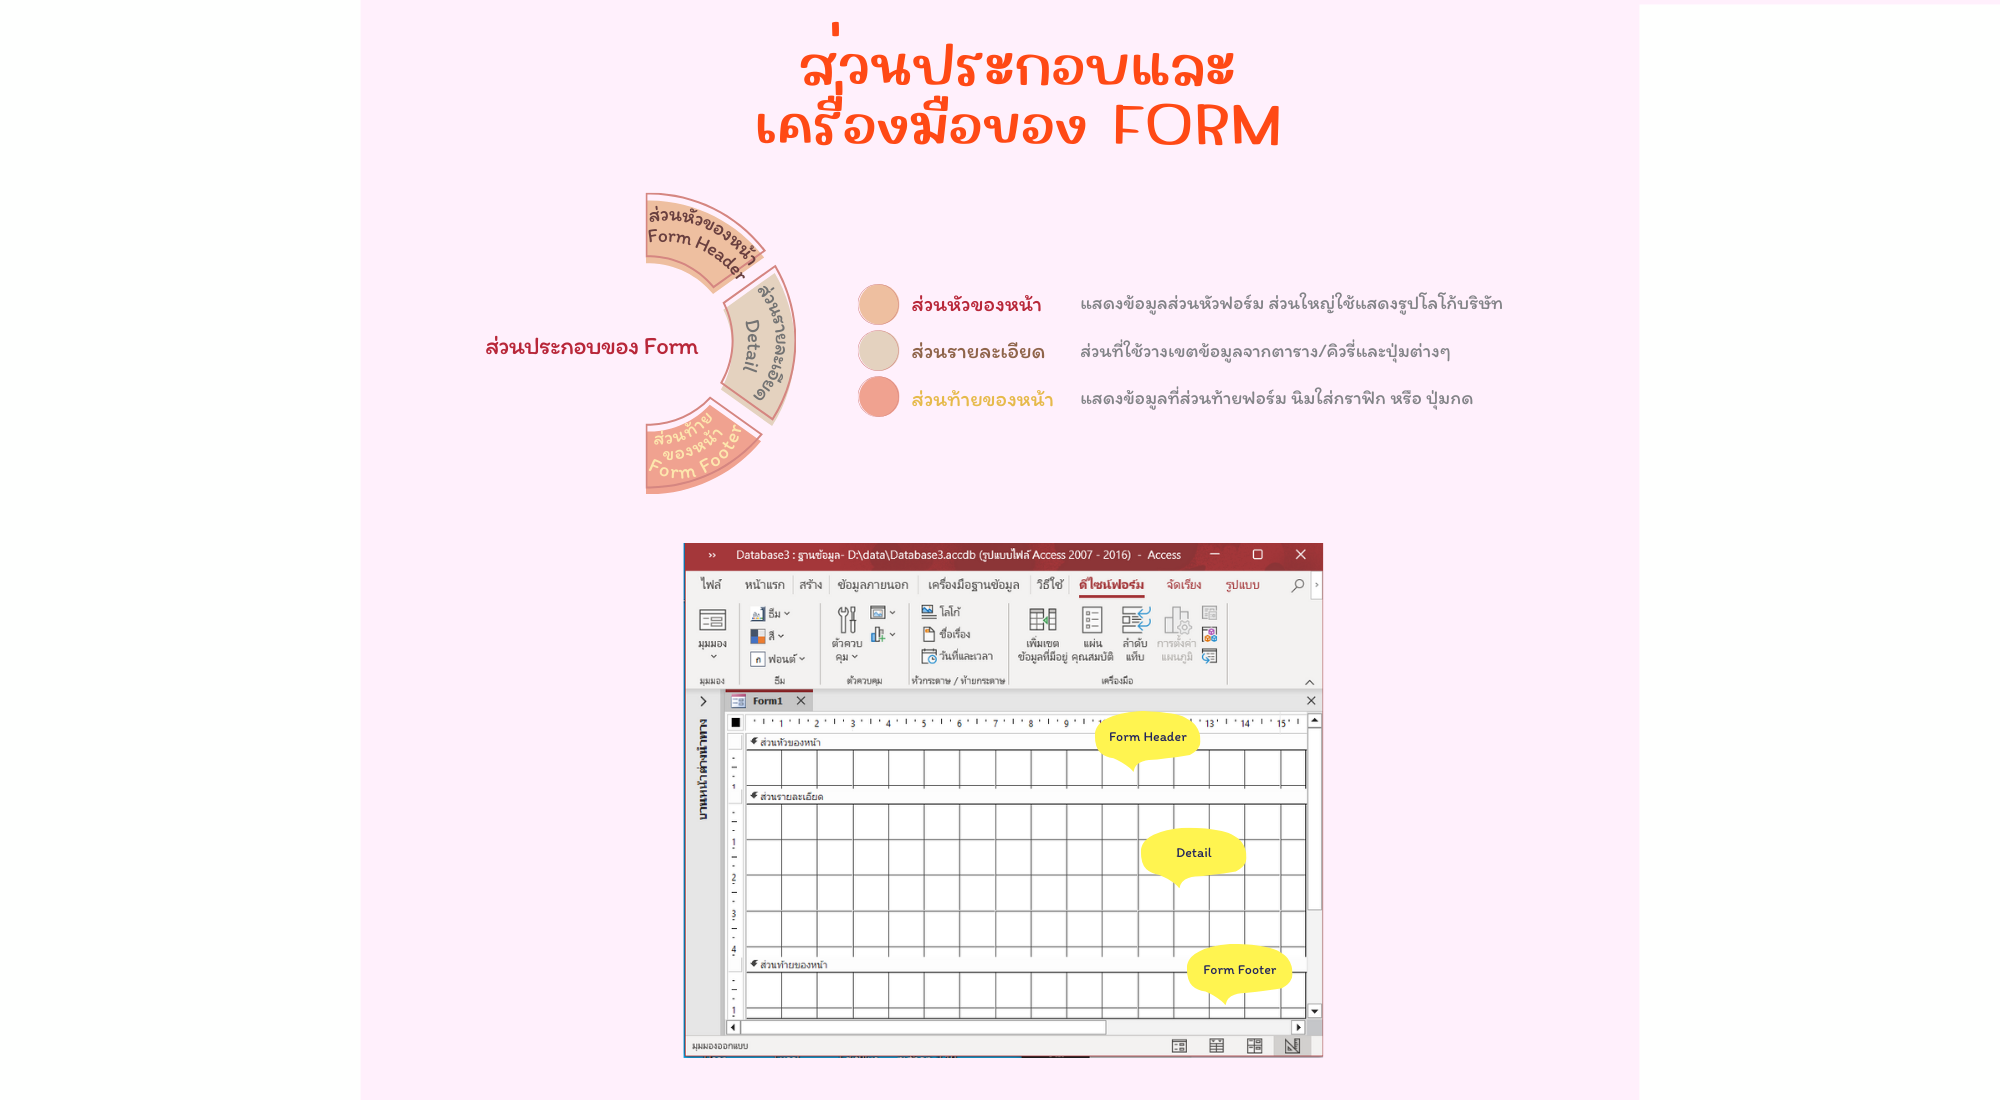 ส่วนประกอบและ
เครื่องมือของ FORM
ส่วนหัวของหน้า
Form Header
ส่วนรายละเอียด
Detail
ส่วนท้าย
ของหน้า
Form Footer
ส่วนประกอบของ Form
ส่วนหัวของหน้า แสดงข้อมูลส่วนหัวฟอร์ม ส่วนใหญ่ใช้แสดงรูปโลโก้บริษัท
ส่วนรายละเอียด ส่วนที่ใช้วางเขตข้อมูลจากตาราง/คิวรี่และปุ่มต่างๆ
ส่วนท้ายของหน้า แสดงข้อมูลที่ส่วนท้ายฟอร์ม นิมใส่กราฟิก หรือ ปุ่มกด
Database3 : ฐานข้อมูล- D:\data\Database3.accdb (รูปแบบไฟล์ Access 2007 - 2016) - Access
ไฟล์ หน้าแรก สร้าง ข้อมูลภายนอก เครื่องมือฐานข้อมูล วิธีใช้ ดีไซน์ฟอร์ม จัดเรียง รูปแบบ
มุมมอง
ธีม
สี
ก ฟอนต์
ตัวควบ
คุม
โลโก้
ชื่อเรื่อง
วันที่และเวลา
เพิ่มเขต
ข้อมูลที่มีอยู่
แผ่น
คุณสมบัติ
ลำดับ
แท็บ
การตั้งค่า
แผนภูมิ
มุมมอง ธีม ตัวควบคุม หัวกระดาษ / ท้ายกระดาษ เครื่องมือ
Form1
บานหน้าต่างนำทาง
1 2 3 4 5 6 7 8 9 13 14 15
Form Header
ส่วนหัวของหน้า
1
ส่วนรายละเอียด
1
Detail
2
3
4
ส่วนท้ายของหน้า
Form Footer
1
มุมมองออกแบบ